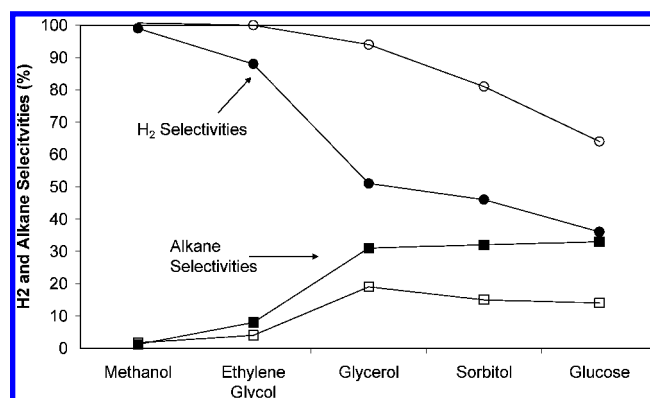 100
90
80
70
60
50
40
30
20
10
0
H2 and Alkane Selecitvities (%)
H₂ Selectivities
Alkane
Selectivities
Methanol
Ethylene
Glycol
Glycerol
Sorbitol
Glucose